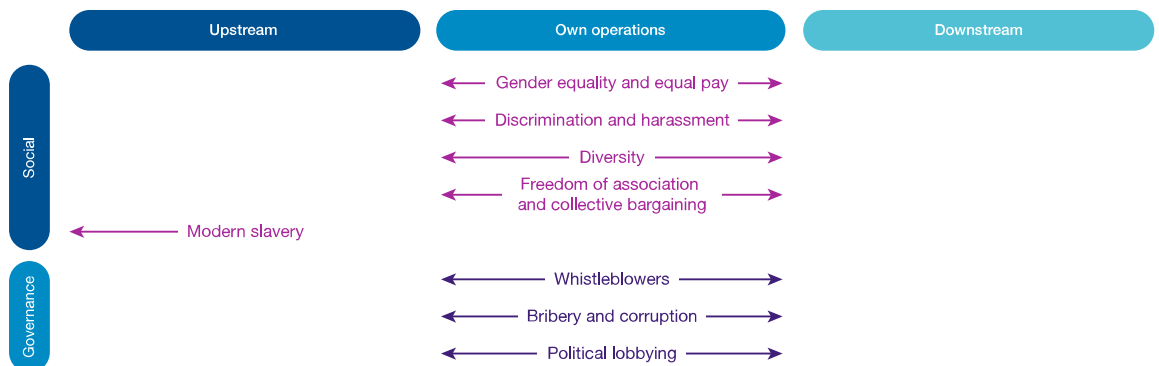 Upstream
Own operations
Downstream
Social
Gender equality and equal pay
Discrimination and harassment
Diversity
Freedom of association
and collective bargaining
Modern slavery
Governance
Whistleblowers
Bribery and corruption
Political lobbying